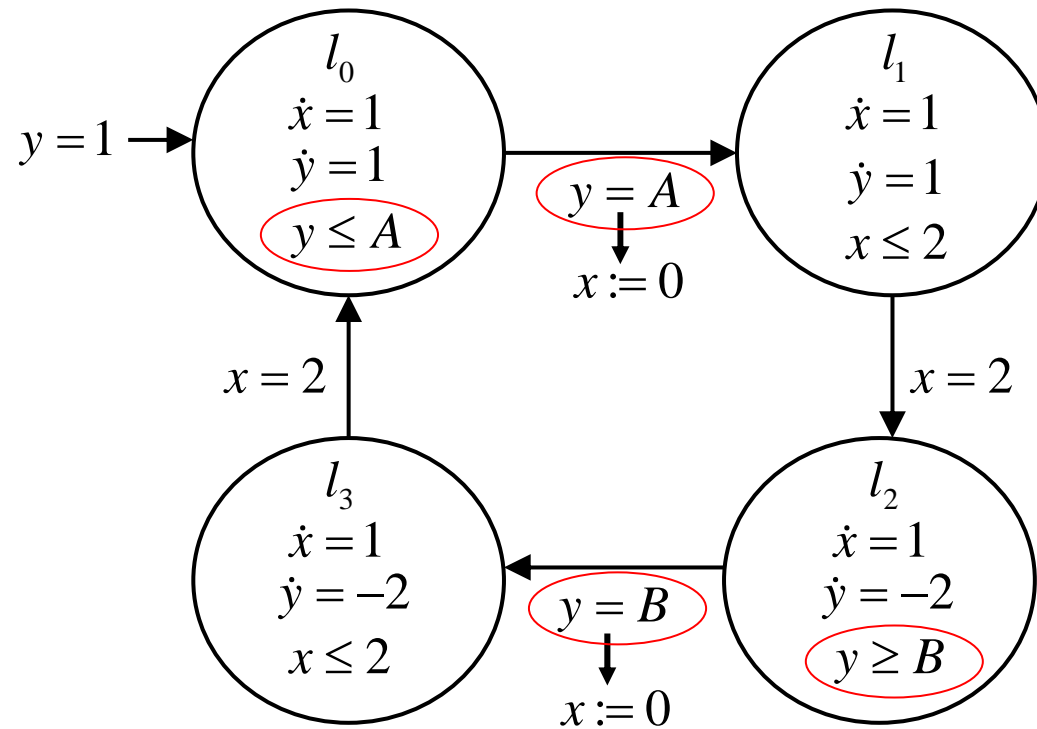 l₀
ẋ = 1
ẏ = 1
y ≤ A
y = 1
y = A
x := 0
l₁
ẋ = 1
ẏ = 1
x ≤ 2
x = 2
x = 2
l₃
ẋ = 1
ẏ = −2
x ≤ 2
y = B
x := 0
l₂
ẋ = 1
ẏ = −2
y ≥ B